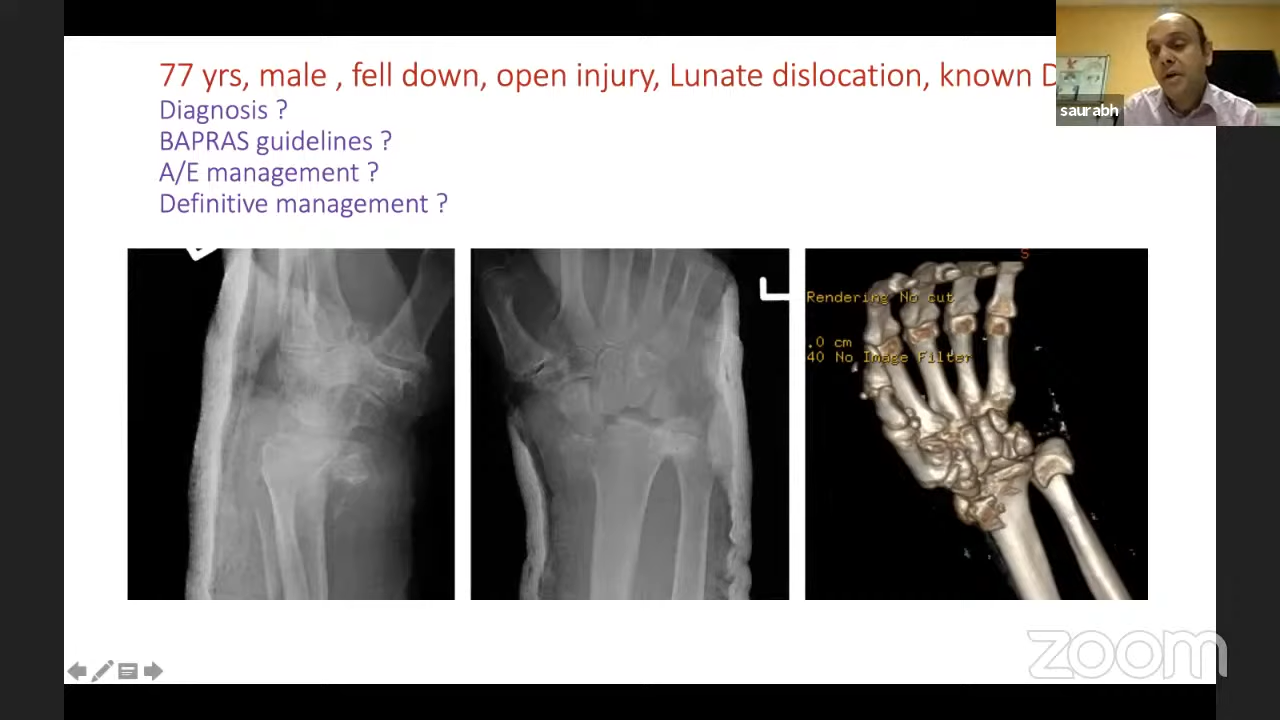 77 yrs, male , fell down, open injury, Lunate dislocation, known D
Diagnosis ?
BAPRAS guidelines ?
A/E management ?
Definitive management ?
saurabh
L
S
Rendering No cut
.0 cm
40 No Image Filter
zoom